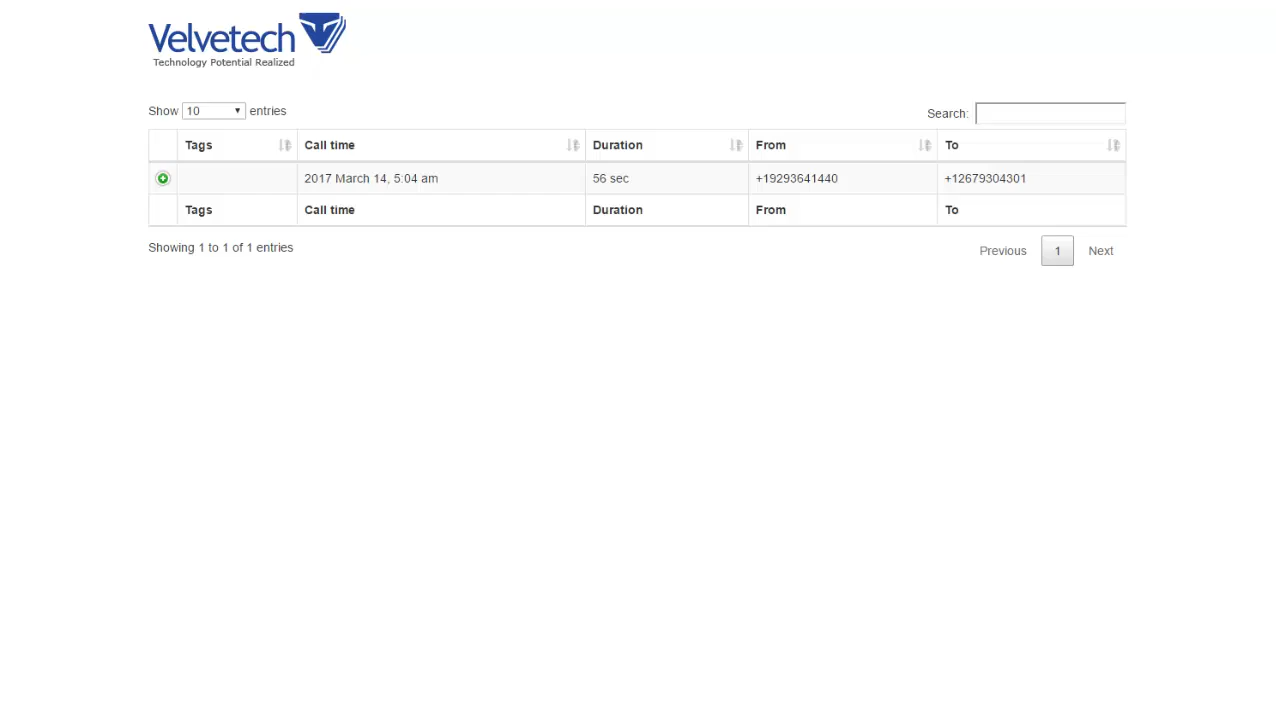 Velvetech
Technology Potential Realized
Show 10 entries
Search:
Tags Call time Duration From To
2017 March 14, 5:04 am 56 sec +19293641440 +12679304301
Tags Call time Duration From To
Showing 1 to 1 of 1 entries
Previous 1 Next